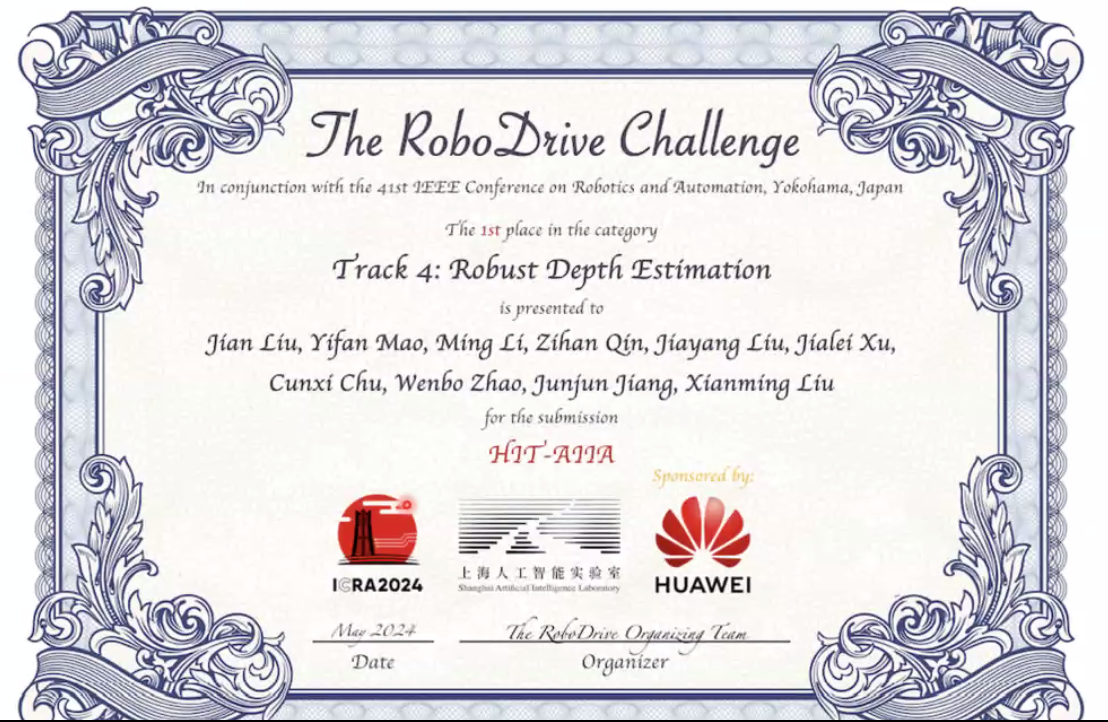 The RoboDrive Challenge
In conjunction with the 41st IEEE Conference on Robotics and Automation, Yokohama, Japan
The 1st place in the category
Track 4: Robust Depth Estimation
is presented to
Jian Liu, Yifan Mao, Ming Li, Zihan Qin, Jiayang Liu, Jialei Xu,
Cunxi Chu, Wenbo Zhao, Junjun Jiang, Xianming Liu
for the submission
HIT-AIIA
Sponsored by:
ICRA2024
上海人工智能实验室
Shanghai Artificial Intelligence Laboratory
HUAWEI
May 2024
The RoboDrive Organizing Team
Date
Organizer